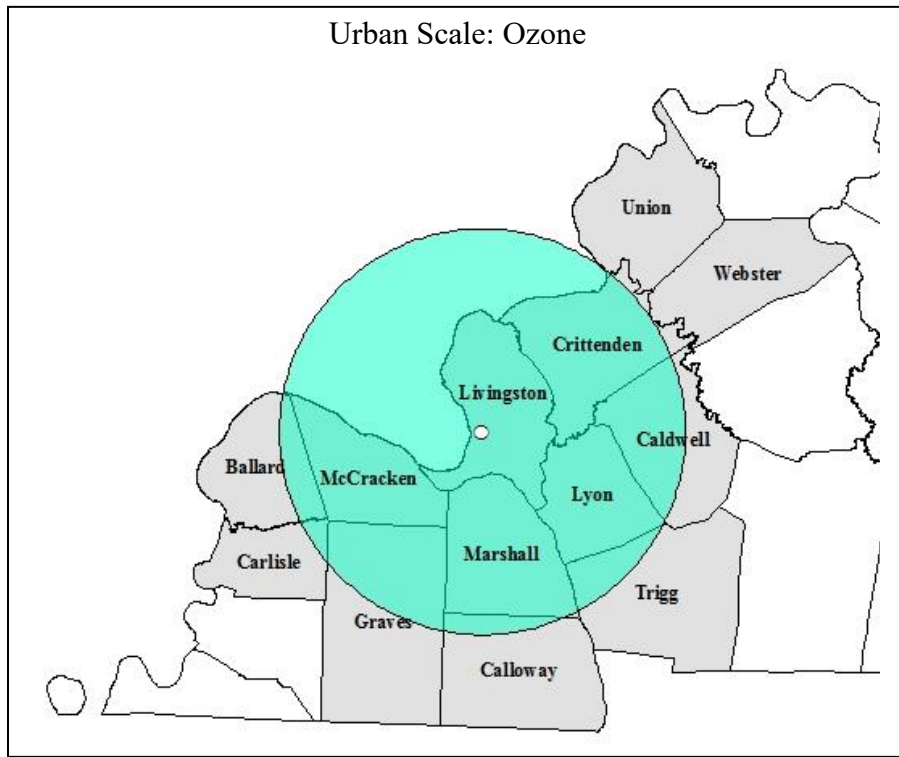 Urban Scale: Ozone
Union
Webster
Crittenden
Livingston
Caldwell
Ballard
McCracken
Lyon
Marshall
Carlisle
Trigg
Graves
Calloway